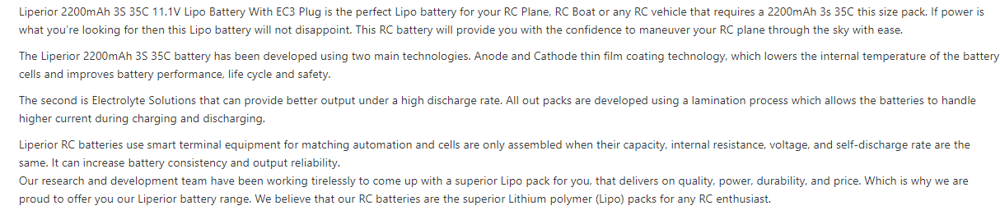 Liperior 2200mAh 3S 35C 11.1V Lipo Battery With EC3 Plug is the perfect Lipo battery for your RC Plane, RC Boat or any RC vehicle that requires a 2200mAh 3s 35C this size pack. If power is
what you're looking for then this Lipo battery will not disappoint. This RC battery will provide you with the confidence to maneuver your RC plane through the sky with ease.
The Liperior 2200mAh 3S 35C battery has been developed using two main technologies. Anode and Cathode thin film coating technology, which lowers the internal temperature of the battery
cells and improves battery performance, life cycle and safety.
The second is Electrolyte Solutions that can provide better output under a high discharge rate. All out packs are developed using a lamination process which allows the batteries to handle
higher current during charging and discharging.
Liperior RC batteries use smart terminal equipment for matching automation and cells are only assembled when their capacity, internal resistance, voltage, and self-discharge rate are the
same. It can increase battery consistency and output reliability.
Our research and development team have been working tirelessly to come up with a superior Lipo pack for you, that delivers on quality, power, durability, and price. Which is why we are
proud to offer you our Liperior battery range. We believe that our RC batteries are the superior Lithium polymer (Lipo) packs for any RC enthusiast.